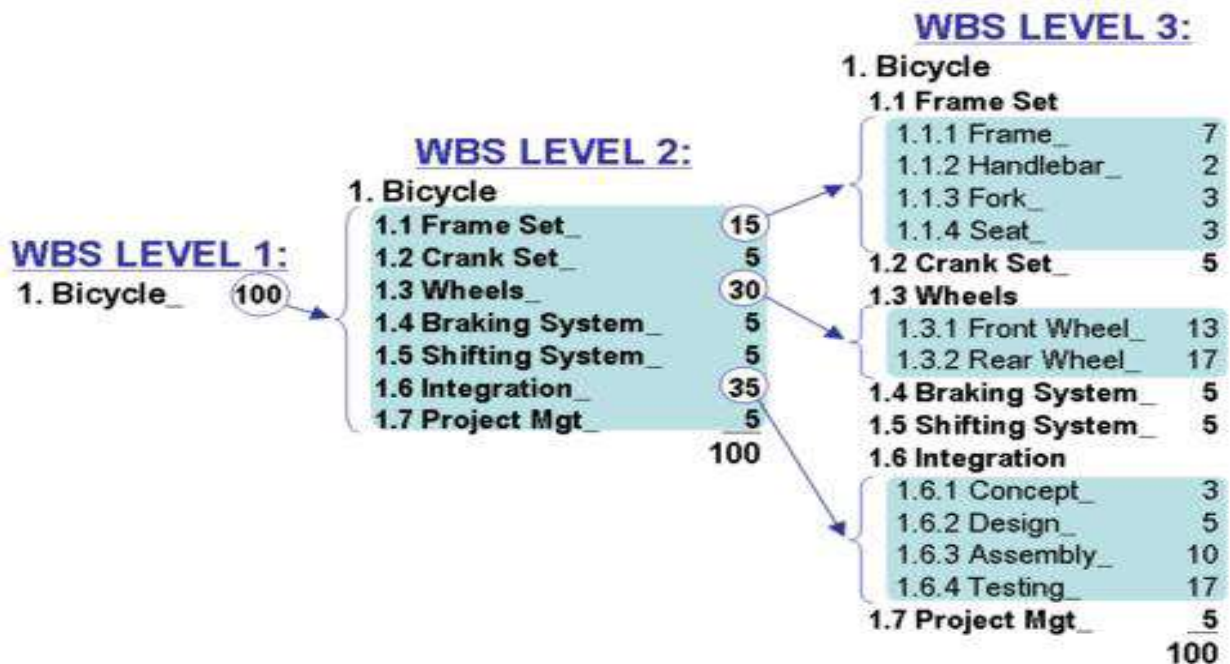 WBS LEVEL 1:
1. Bicycle_ 100
WBS LEVEL 2:
1. Bicycle
1.1 Frame Set_ 15
1.2 Crank Set_ 5
1.3 Wheels_ 30
1.4 Braking System_ 5
1.5 Shifting System_ 5
1.6 Integration_ 35
1.7 Project Mgt_ 5
100
WBS LEVEL 3:
1. Bicycle
1.1 Frame Set
1.1.1 Frame_ 7
1.1.2 Handlebar_ 2
1.1.3 Fork_ 3
1.1.4 Seat_ 3
1.2 Crank Set_ 5
1.3 Wheels
1.3.1 Front Wheel_ 13
1.3.2 Rear Wheel_ 17
1.4 Braking System_ 5
1.5 Shifting System_ 5
1.6 Integration
1.6.1 Concept_ 3
1.6.2 Design_ 5
1.6.3 Assembly_ 10
1.6.4 Testing_ 17
1.7 Project Mgt_ 5
100